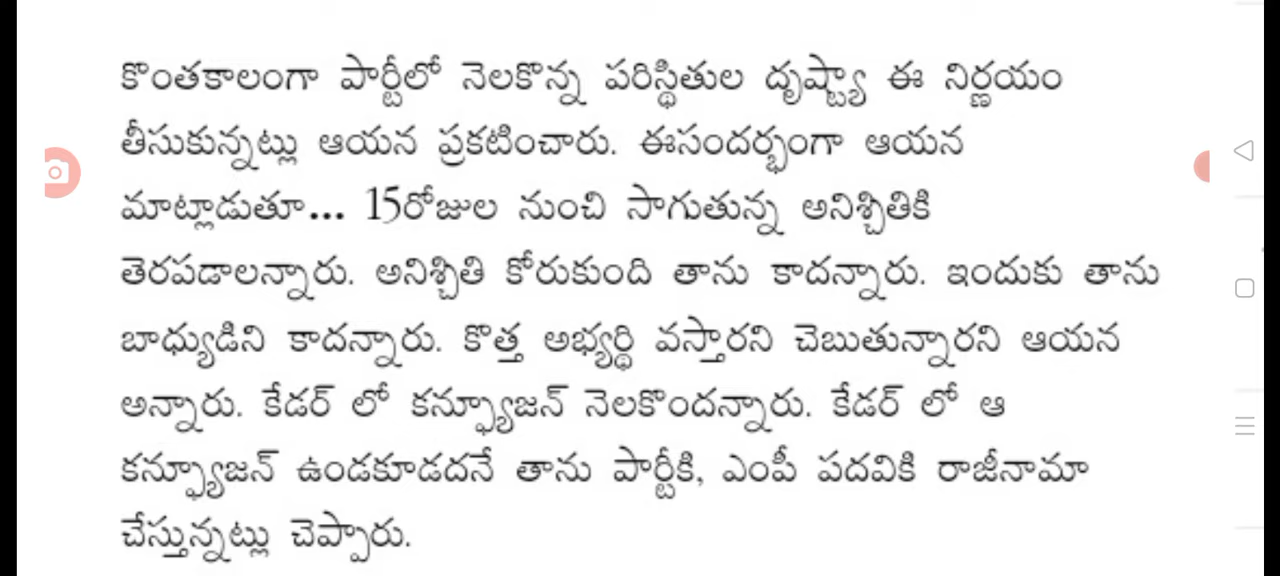 కొంతకాలంగా పార్టీలో నెలకొన్న పరిస్థితుల దృష్ట్యా ఈ నిర్ణయం
తీసుకున్నట్లు ఆయన ప్రకటించారు. ఈసందర్భంగా ఆయన
మాట్లాడుతూ... 15రోజుల నుంచి సాగుతున్న అనిశ్చితికి
తెరపడాలన్నారు. అనిశ్చితి కోరుకుంది తాను కాదన్నారు. ఇందుకు తాను
బాధ్యుడిని కాదన్నారు. కొత్త అభ్యర్థి వస్తారని చెబుతున్నారని ఆయన
అన్నారు. కేడర్ లో కన్ఫ్యూజన్ నెలకొందన్నారు. కేడర్ లో ఆ
కన్ఫ్యూజన్ ఉండకూడదనే తాను పార్టీకి, ఎంపీ పదవికి రాజీనామా
చేస్తున్నట్లు చెప్పారు.